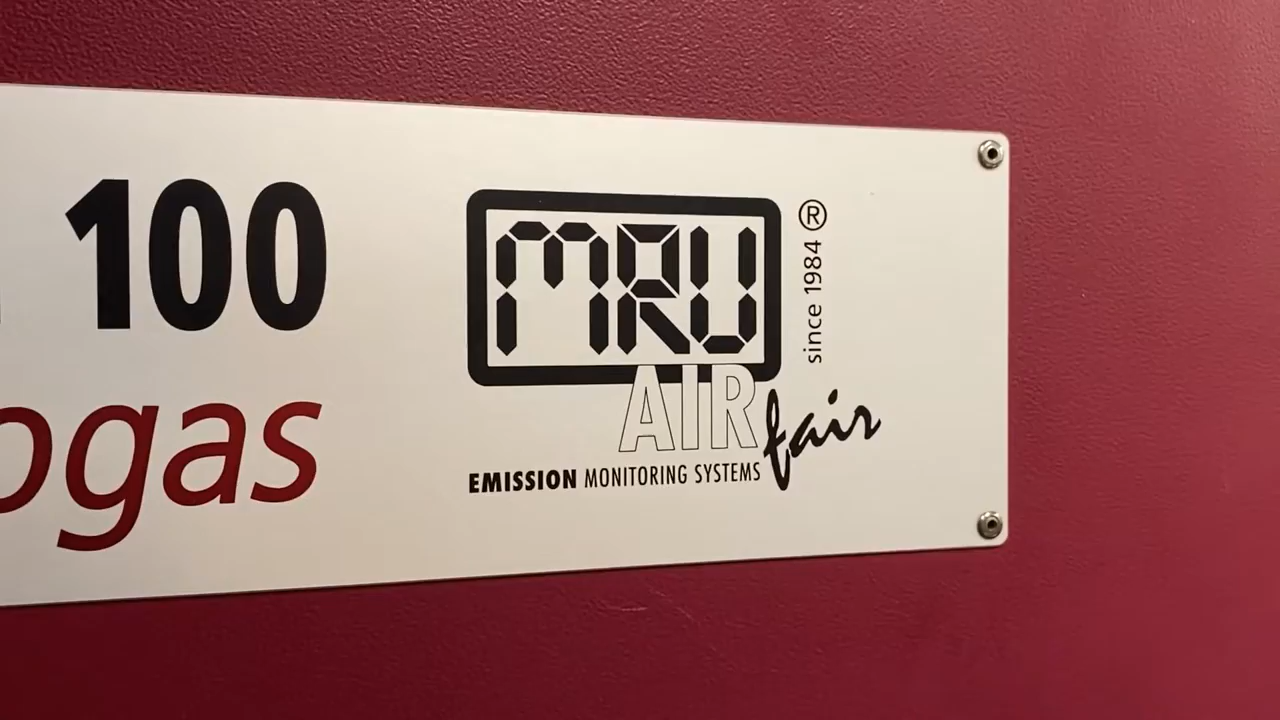 100
ogas
MRU
® since 1984
AIR fair
EMISSION MONITORING SYSTEMS